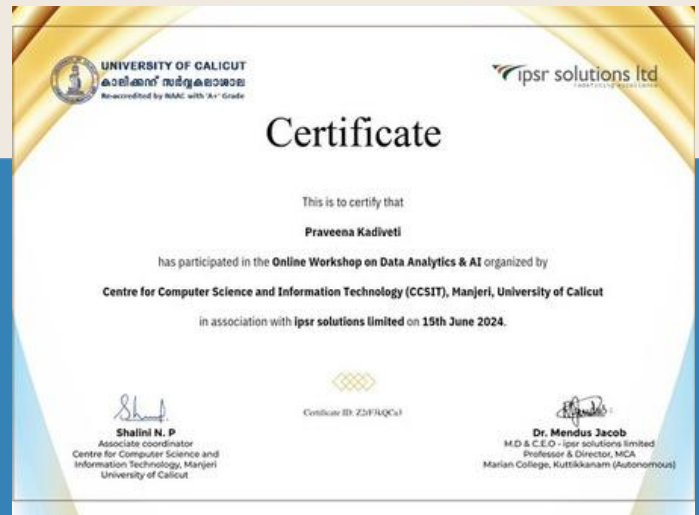 UNIVERSITY OF CALICUT
കാലിക്കറ്റ് സർവ്വകലാശാല
Re-accredited by NAAC with 'A+' Grade
ipsr solutions ltd
redefining excellence
Certificate
This is to certify that
Praveena Kadiveti
has participated in the Online Workshop on Data Analytics & AI organized by
Centre for Computer Science and Information Technology (CCSIT), Manjeri, University of Calicut
in association with ipsr solutions limited on 15th June 2024.
Certificate ID:
Shalini N. P
Associate coordinator
Centre for Computer Science and
Information Technology, Manjeri
University of Calicut
Dr. Mendus Jacob
M.D & C.E.O - ipsr solutions limited
Professor & Director, MCA
Marian College, Kuttikkanam (Autonomous)